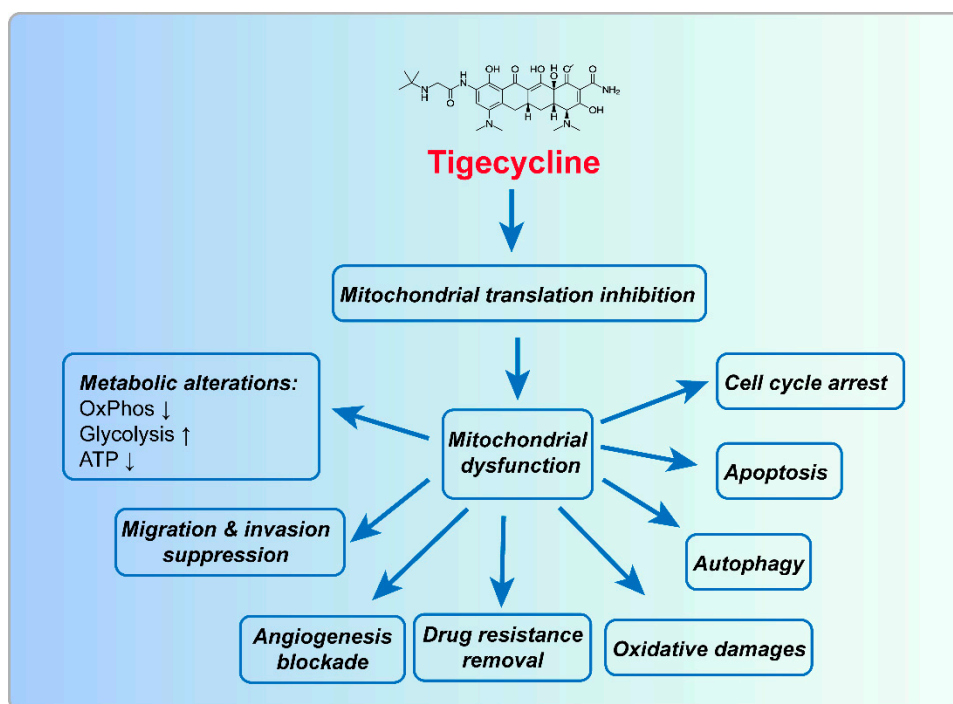 OH
O
OH
OH
O
O
H
N
N
H
O
NH₂
OH
N
H
H
N
Tigecycline
Mitochondrial translation inhibition
Metabolic alterations:
OxPhos ↓
Glycolysis ↑
ATP ↓
Mitochondrial
dysfunction
Cell cycle arrest
Apoptosis
Autophagy
Migration & invasion
suppression
Angiogenesis
blockade
Drug resistance
removal
Oxidative damages